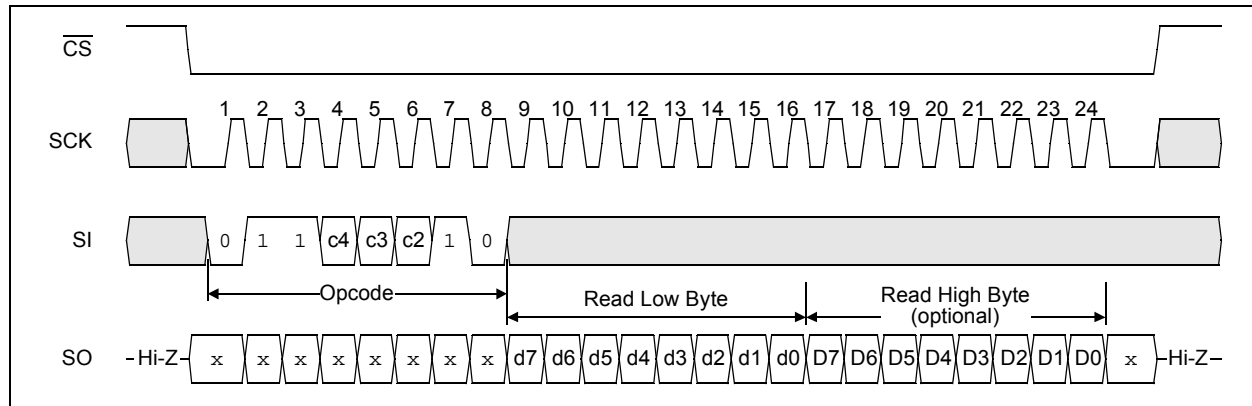 CS
1 2 3 4 5 6 7 8 9 10 11 12 13 14 15 16 17 18 19 20 21 22 23 24
SCK
SI 0 1 1 c4 c3 c2 1 0
Opcode Read Low Byte Read High Byte
(optional)
SO Hi-Z x x x x x x x x d7 d6 d5 d4 d3 d2 d1 d0 D7 D6 D5 D4 D3 D2 D1 D0 x Hi-Z